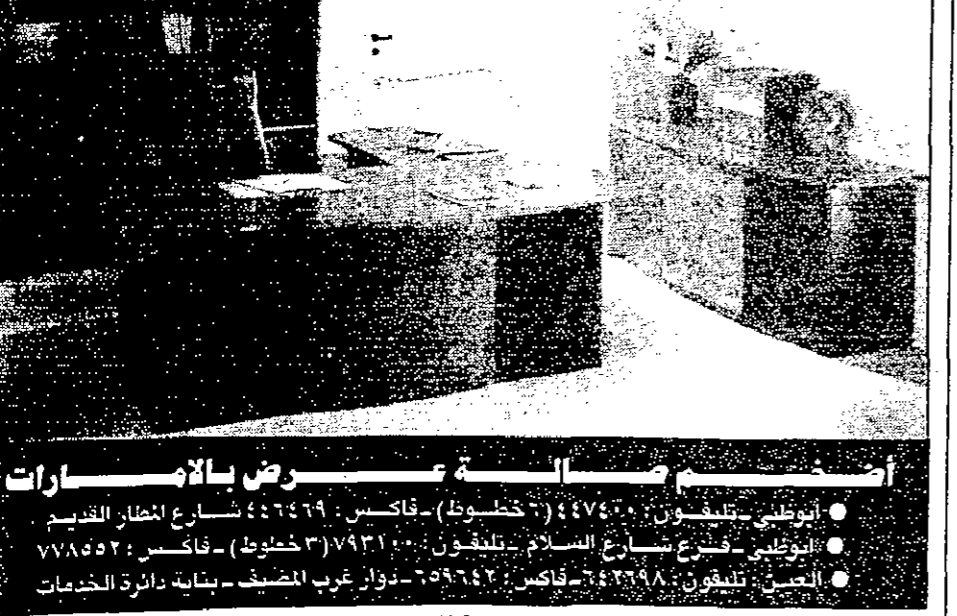 أضخم صالة عرض بالامارات
● أبوظبي - تليفون: ٤٤٧٤٠٠ (٦ خطوط) - فاكس: ٤٤٦٤٦٩ شارع المطار القديم
● أبوظبي - فرع شارع السلام - تليفون: ٧٩٣١٠٠ (٣ خطوط) - فاكس: ٧٧٨٥٥٢
● العين: تليفون: ٦٤٢٦٩٨ - فاكس: ٦٥٩٦٤٢ - دوار غرب المضيف - بناية دائرة الخدمات